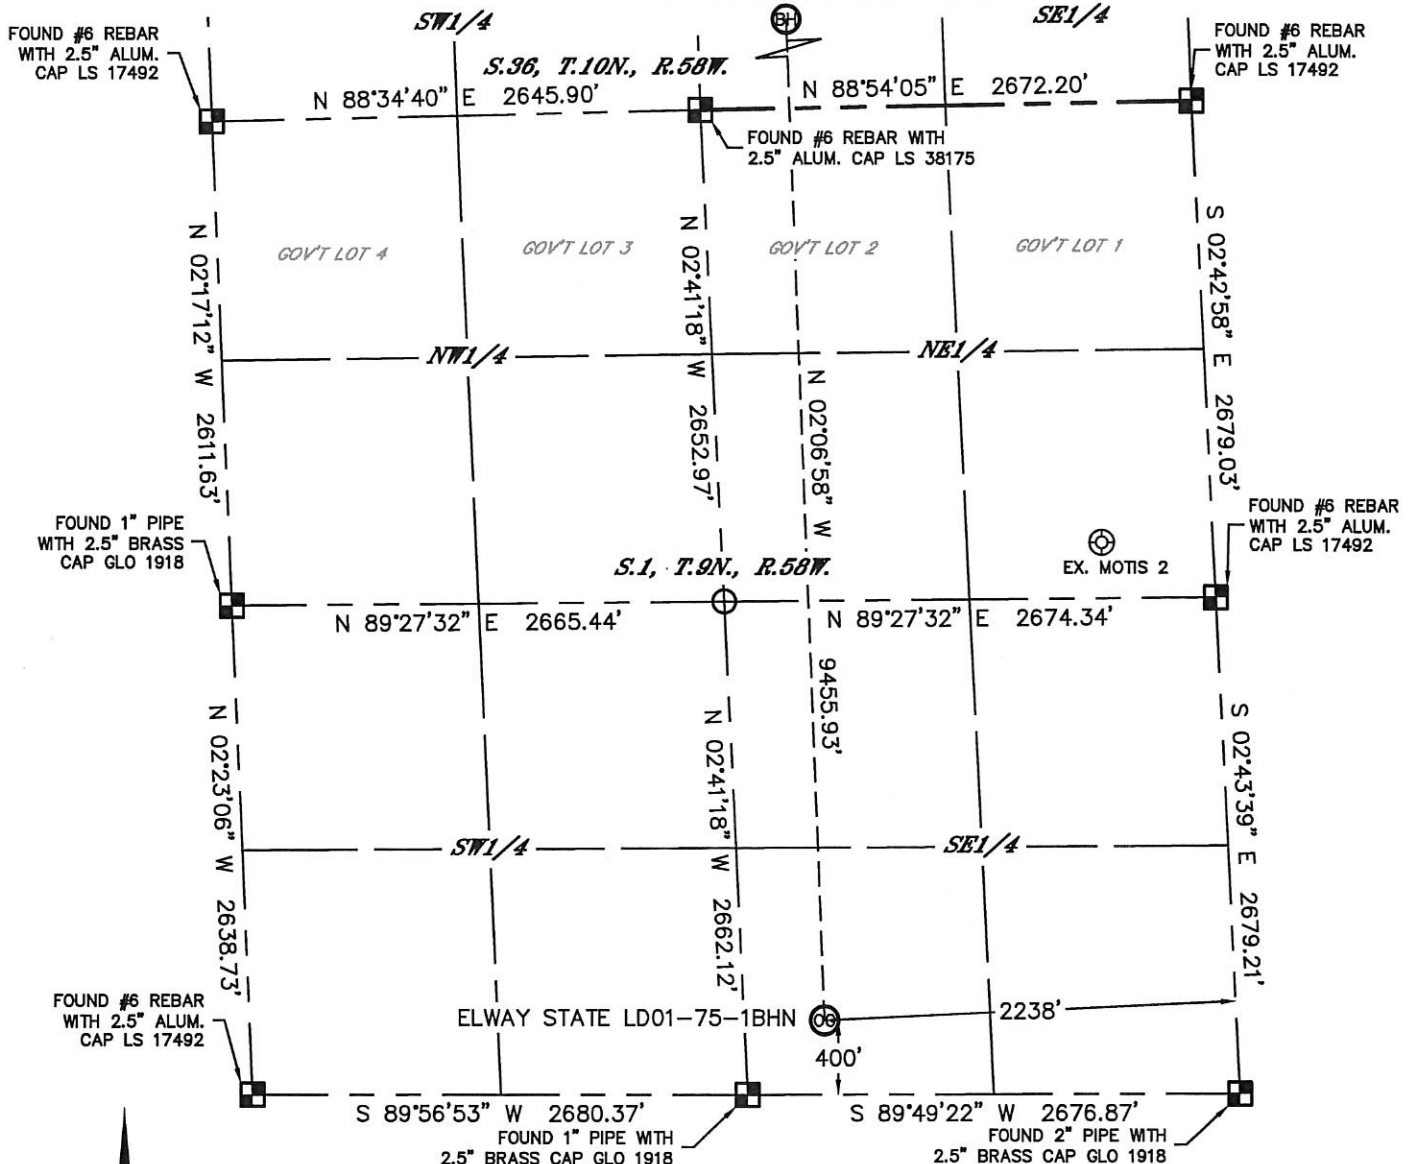 SW1/4
BH
SE1/4
FOUND #6 REBAR
WITH 2.5" ALUM.
CAP LS 17492
FOUND #6 REBAR
WITH 2.5" ALUM.
CAP LS 17492
S.36, T.10N., R.58W.
N 88°34'40" E 2645.90'
N 88°54'05" E 2672.20'
FOUND #6 REBAR WITH
2.5" ALUM. CAP LS 38175
N 02°17'12" W 2611.63'
GOV'T LOT 4
GOV'T LOT 3
N 02°41'18" W 2652.97'
GOV'T LOT 2
GOV'T LOT 1
S 02°42'58" E 2679.03'
NW1/4
NE1/4
N 02°06'58" W 9455.93'
FOUND 1" PIPE
WITH 2.5" BRASS
CAP GLO 1918
FOUND #6 REBAR
WITH 2.5" ALUM.
CAP LS 17492
EX. MOTIS 2
S.1, T.9N., R.58W.
N 89°27'32" E 2665.44'
N 89°27'32" E 2674.34'
N 02°23'06" W 2638.73'
N 02°41'18" W 2662.12'
S 02°43'39" E 2679.21'
SW1/4
SE1/4
FOUND #6 REBAR
WITH 2.5" ALUM.
CAP LS 17492
ELWAY STATE LD01-75-1BHN
OG
2238'
400'
S 89°56'53" W 2680.37'
S 89°49'22" W 2676.87'
FOUND 1" PIPE WITH
2.5" BRASS CAP GLO 1918
FOUND 2" PIPE WITH
2.5" BRASS CAP GLO 1918